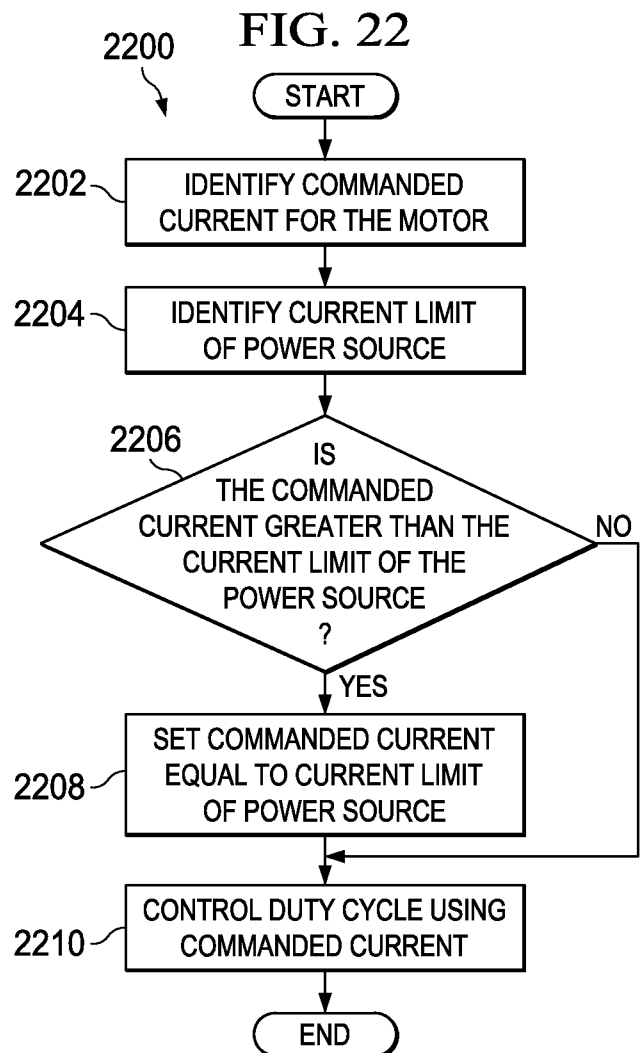 FIG. 22
2200
START
2202
IDENTIFY COMMANDED
CURRENT FOR THE MOTOR
2204
IDENTIFY CURRENT LIMIT
OF POWER SOURCE
2206
IS
THE COMMANDED
CURRENT GREATER THAN THE
CURRENT LIMIT OF THE
POWER SOURCE
?
NO
YES
2208
SET COMMANDED CURRENT
EQUAL TO CURRENT LIMIT
OF POWER SOURCE
2210
CONTROL DUTY CYCLE USING
COMMANDED CURRENT
END